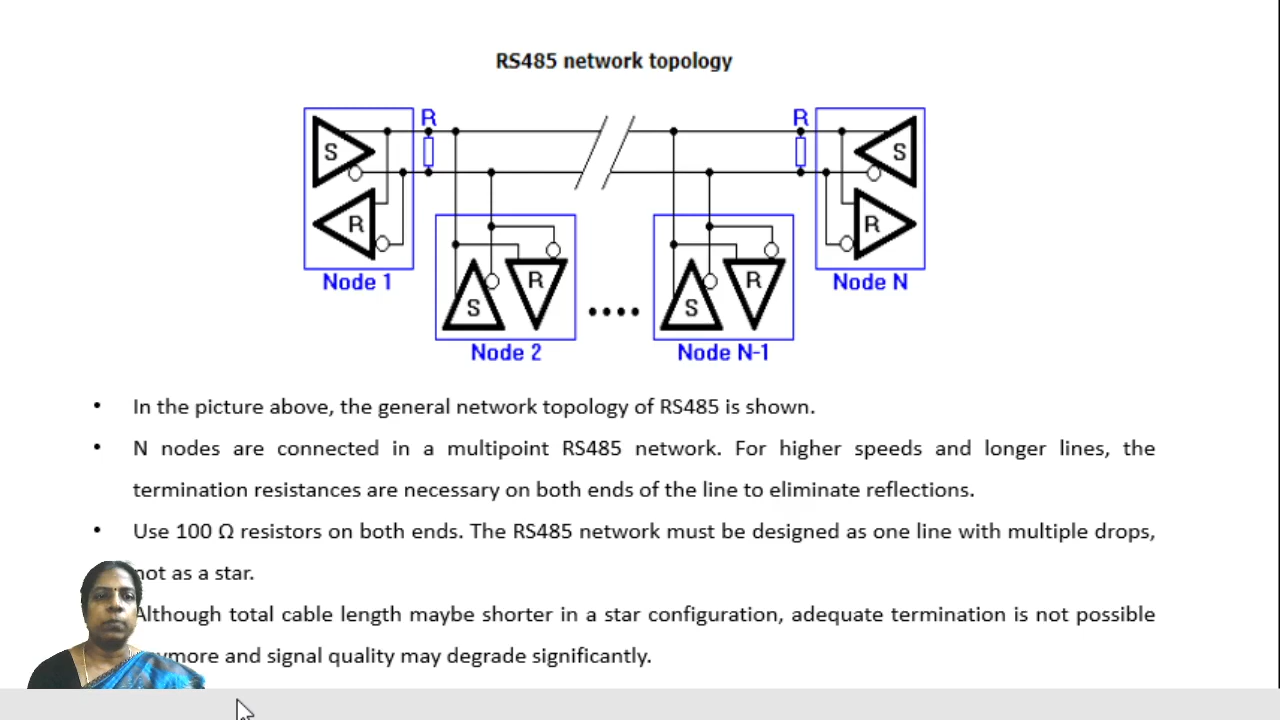 RS485 network topology
R R
S S
R R
Node 1 Node N
R R
S S
Node 2 Node N-1
• In the picture above, the general network topology of RS485 is shown.
• N nodes are connected in a multipoint RS485 network. For higher speeds and longer lines, the
termination resistances are necessary on both ends of the line to eliminate reflections.
• Use 100 Ω resistors on both ends. The RS485 network must be designed as one line with multiple drops,
not as a star.
Although total cable length maybe shorter in a star configuration, adequate termination is not possible
and signal quality may degrade significantly.